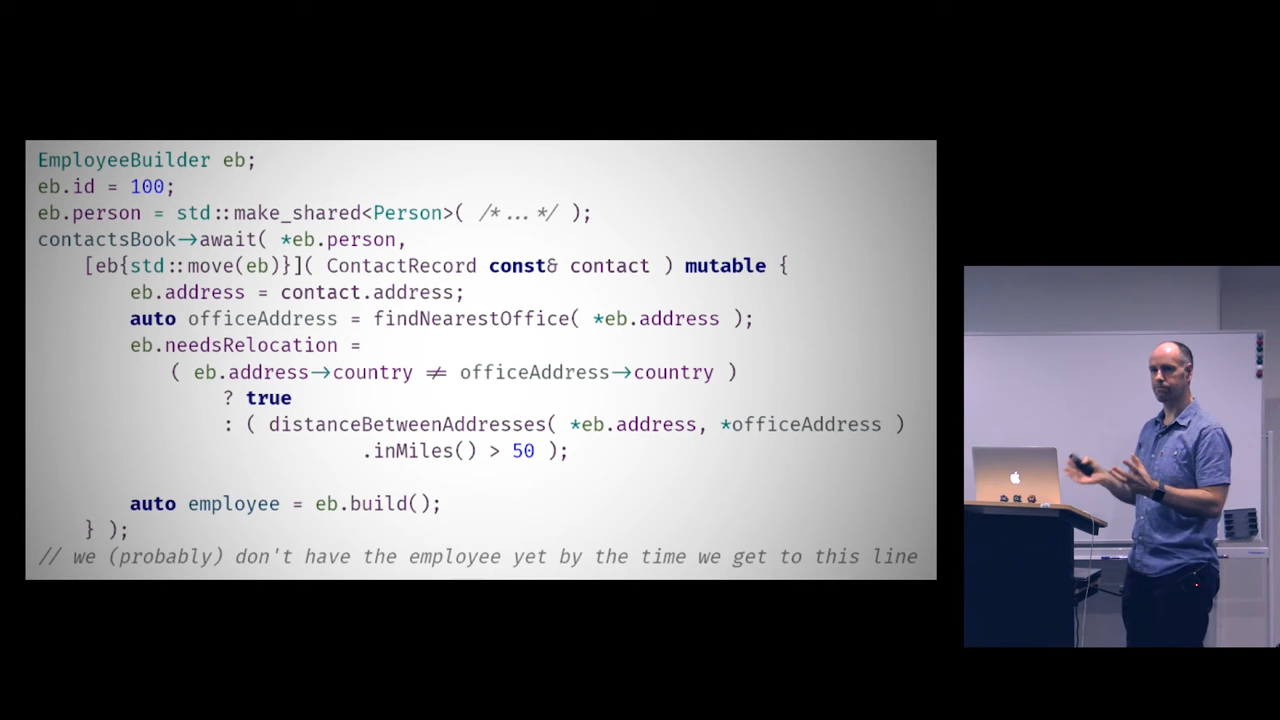 EmployeeBuilder eb;
eb.id = 100;
eb.person = std::make_shared<Person>( /*...*/ );
contactsBook->await( *eb.person,
[eb{std::move(eb)}]( ContactRecord const& contact ) mutable {
eb.address = contact.address;
auto officeAddress = findNearestOffice( *eb.address );
eb.needsRelocation =
( eb.address->country ≠ officeAddress->country )
? true
: ( distanceBetweenAddresses( *eb.address, *officeAddress )
.inMiles() > 50 );
auto employee = eb.build();
} );
// we (probably) don't have the employee yet by the time we get to this line